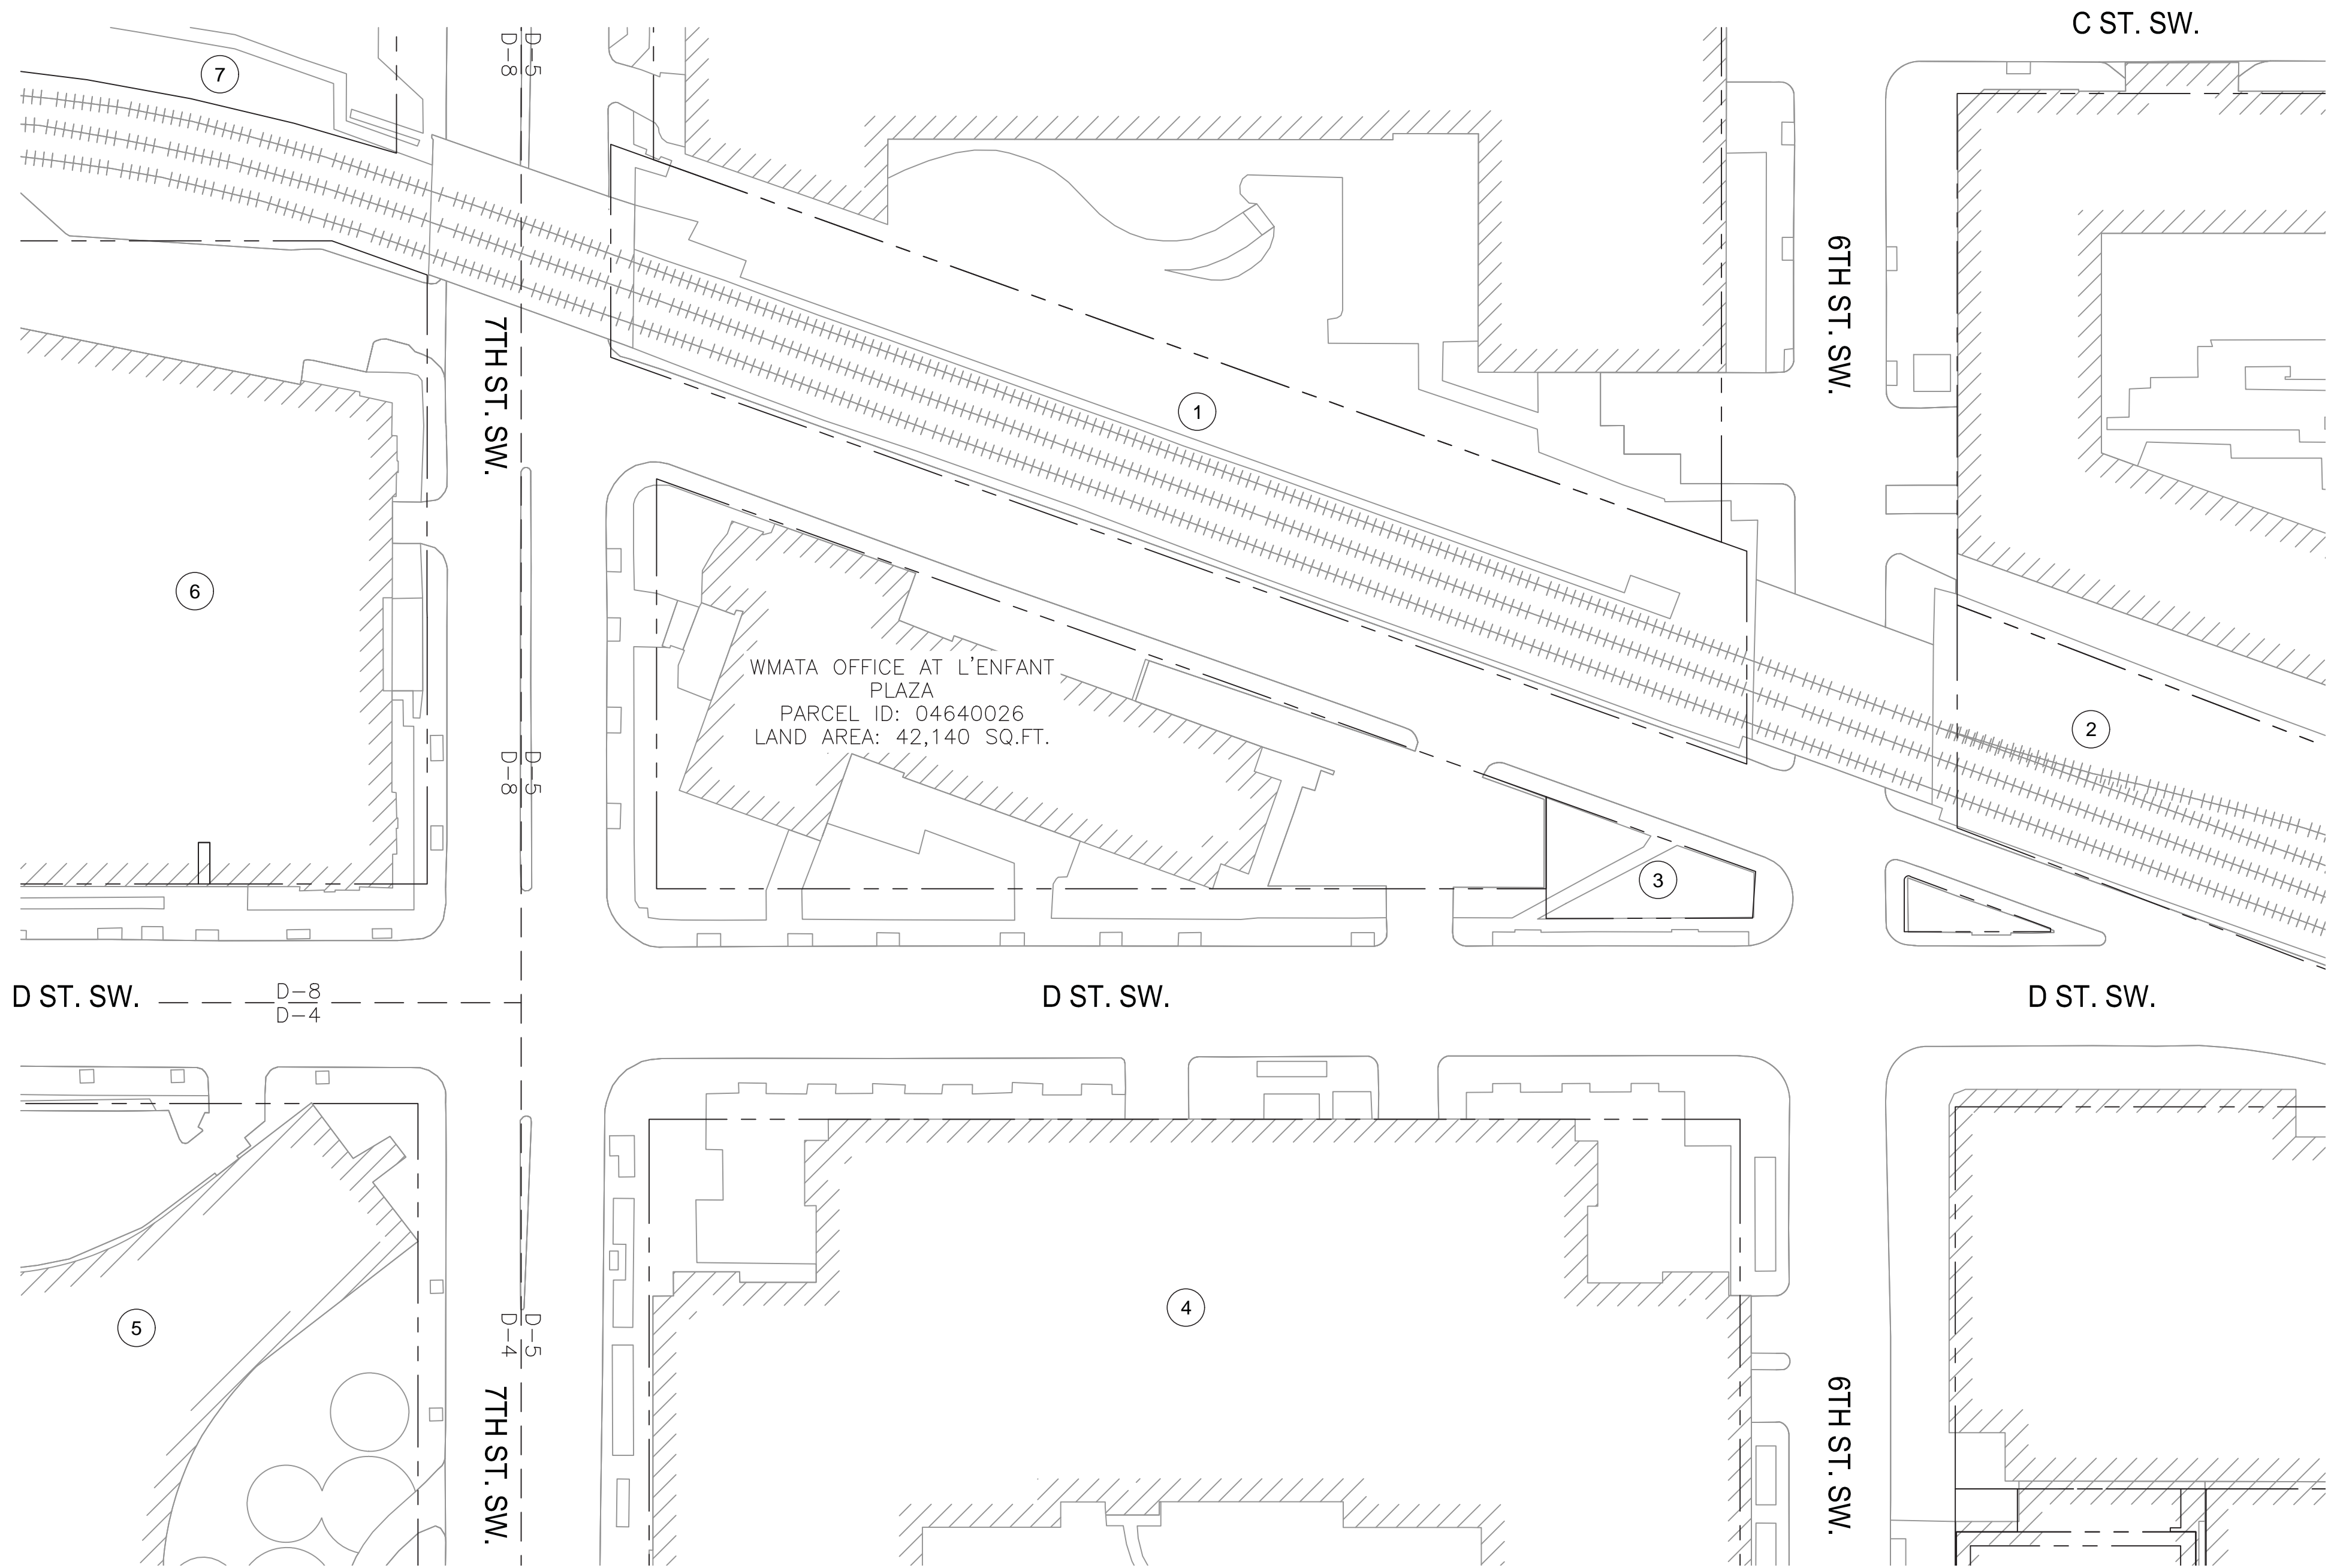 C ST. SW.
7
D-5
D-8
6TH ST. SW.
7TH ST. SW.
1
6
WMATA OFFICE AT L'ENFANT
PLAZA
PARCEL ID: 04640026
LAND AREA: 42,140 SQ.FT.
2
D-5
D-8
3
D ST. SW.
D-8
D-4
D ST. SW.
D ST. SW.
4
5
D-5
D-4
7TH ST. SW.
6TH ST. SW.